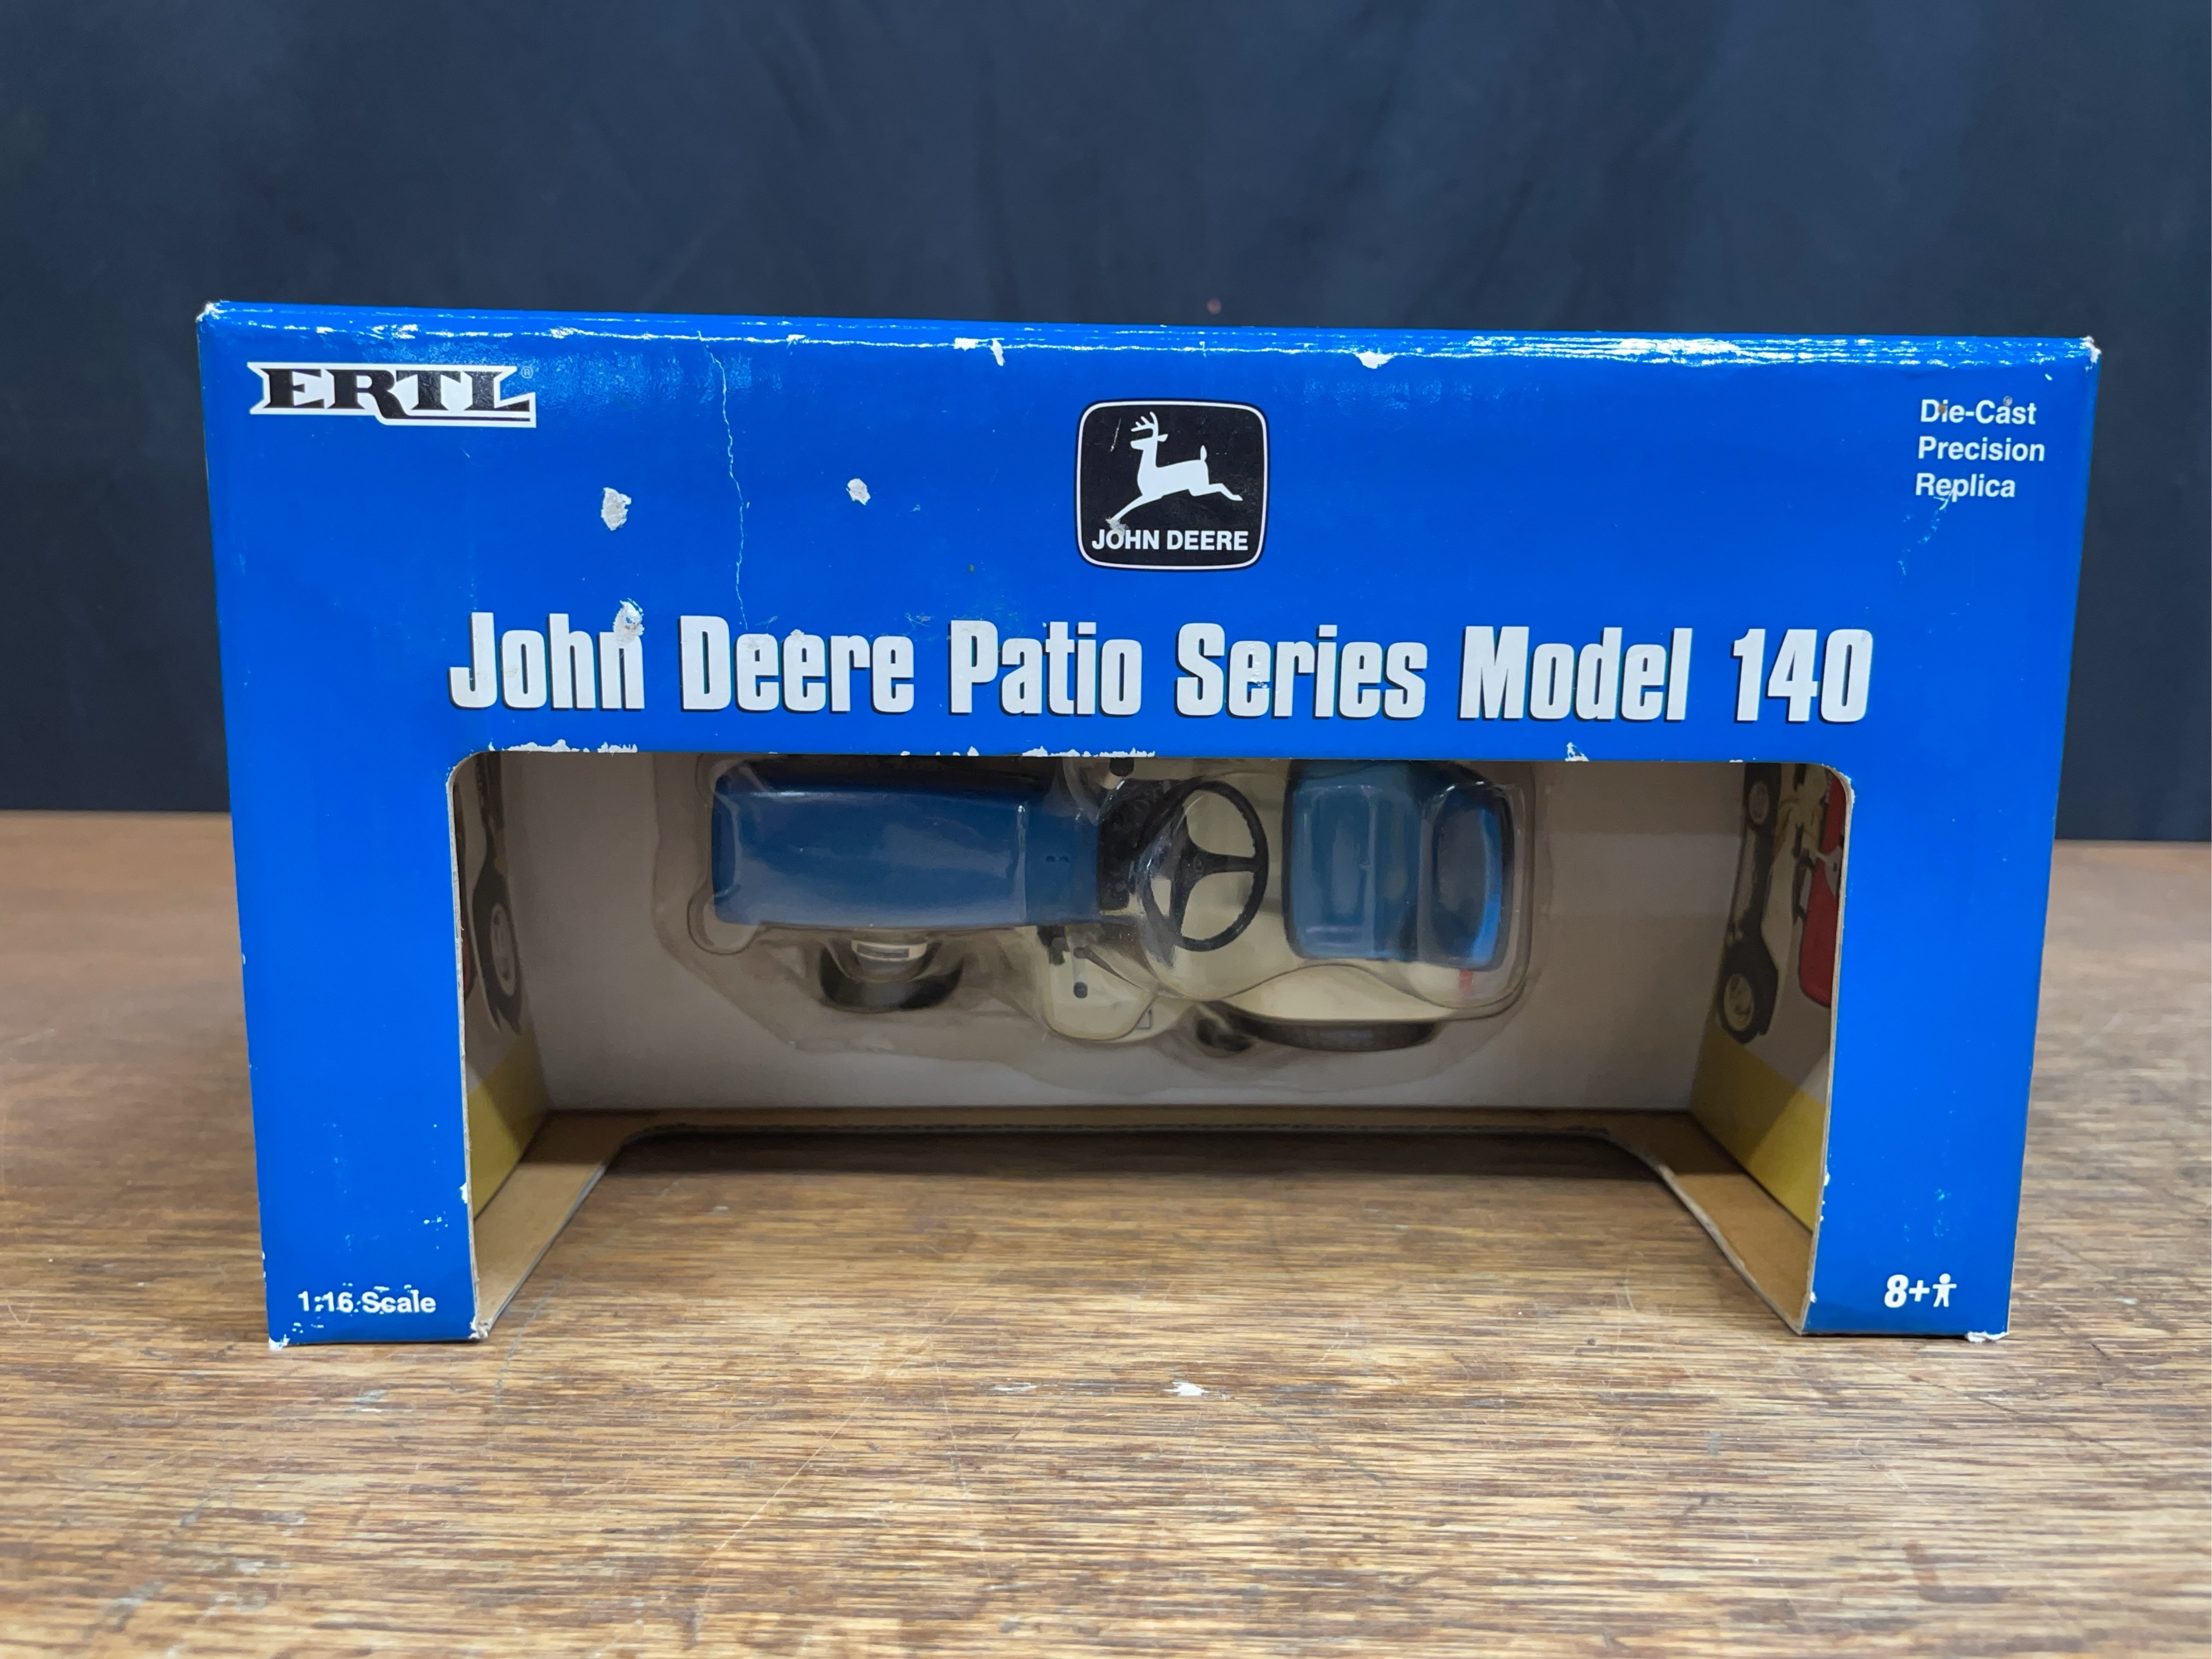 ERTL®
JOHN DEERE
Die-Cast
Precision
Replica
John Deere Patio Series Model 140
1:16 Scale
8+